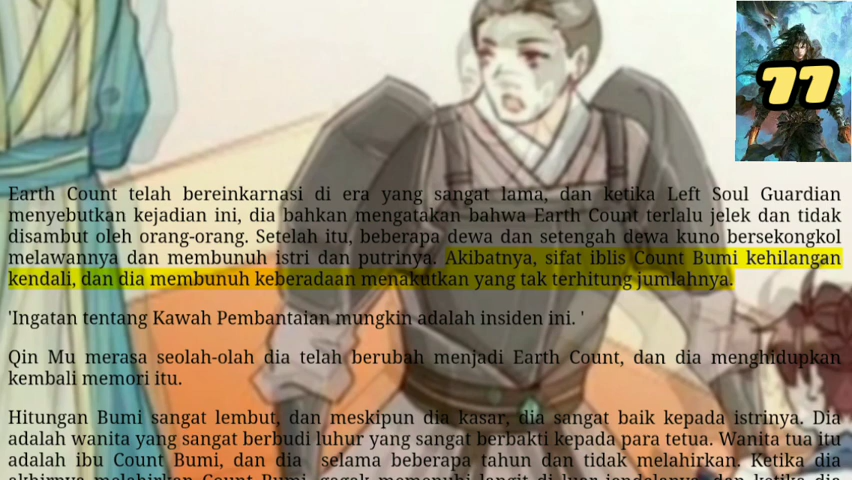 77
Earth Count telah bereinkarnasi di era yang sangat lama, dan ketika Left Soul Guardian
menyebutkan kejadian ini, dia bahkan mengatakan bahwa Earth Count terlalu jelek dan tidak
disambut oleh orang-orang. Setelah itu, beberapa dewa dan setengah dewa kuno bersekongkol
melawannya dan membunuh istri dan putrinya. Akibatnya, sifat iblis Count Bumi kehilangan
kendali, dan dia membunuh keberadaan menakutkan yang tak terhitung jumlahnya.
'Ingatan tentang Kawah Pembantaian mungkin adalah insiden ini. '
Qin Mu merasa seolah-olah dia telah berubah menjadi Earth Count, dan dia menghidupkan
kembali memori itu.
Hitungan Bumi sangat lembut, dan meskipun dia kasar, dia sangat baik kepada istrinya. Dia
adalah wanita yang sangat berbudi luhur yang sangat berbakti kepada para tetua. Wanita tua itu
adalah ibu Count Bumi, dan dia selama beberapa tahun dan tidak melahirkan. Ketika dia